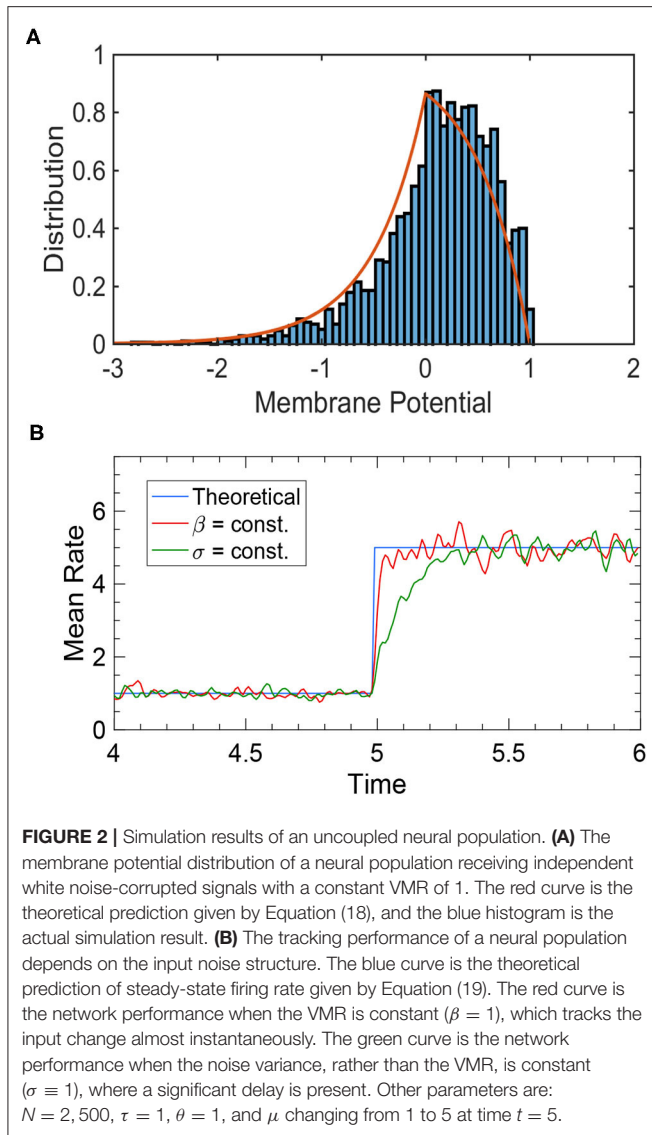 A
1
0.8
0.6
0.4
0.2
0
Distribution
-3
-2
-1
0
1
2
Membrane Potential
B
Theoretical
β = const.
σ = const.
6
4
2
0
Mean Rate
4
4.5
5
5.5
6
Time
FIGURE 2 | Simulation results of an uncoupled neural population. (A) The
membrane potential distribution of a neural population receiving independent
white noise-corrupted signals with a constant VMR of 1. The red curve is the
theoretical prediction given by Equation (18), and the blue histogram is the
actual simulation result. (B) The tracking performance of a neural population
depends on the input noise structure. The blue curve is the theoretical
prediction of steady-state firing rate given by Equation (19). The red curve is
the network performance when the VMR is constant (β = 1), which tracks the
input change almost instantaneously. The green curve is the network
performance when the noise variance, rather than the VMR, is constant
(σ ≡ 1), where a significant delay is present. Other parameters are:
N = 2, 500, τ = 1, θ = 1, and μ changing from 1 to 5 at time t = 5.